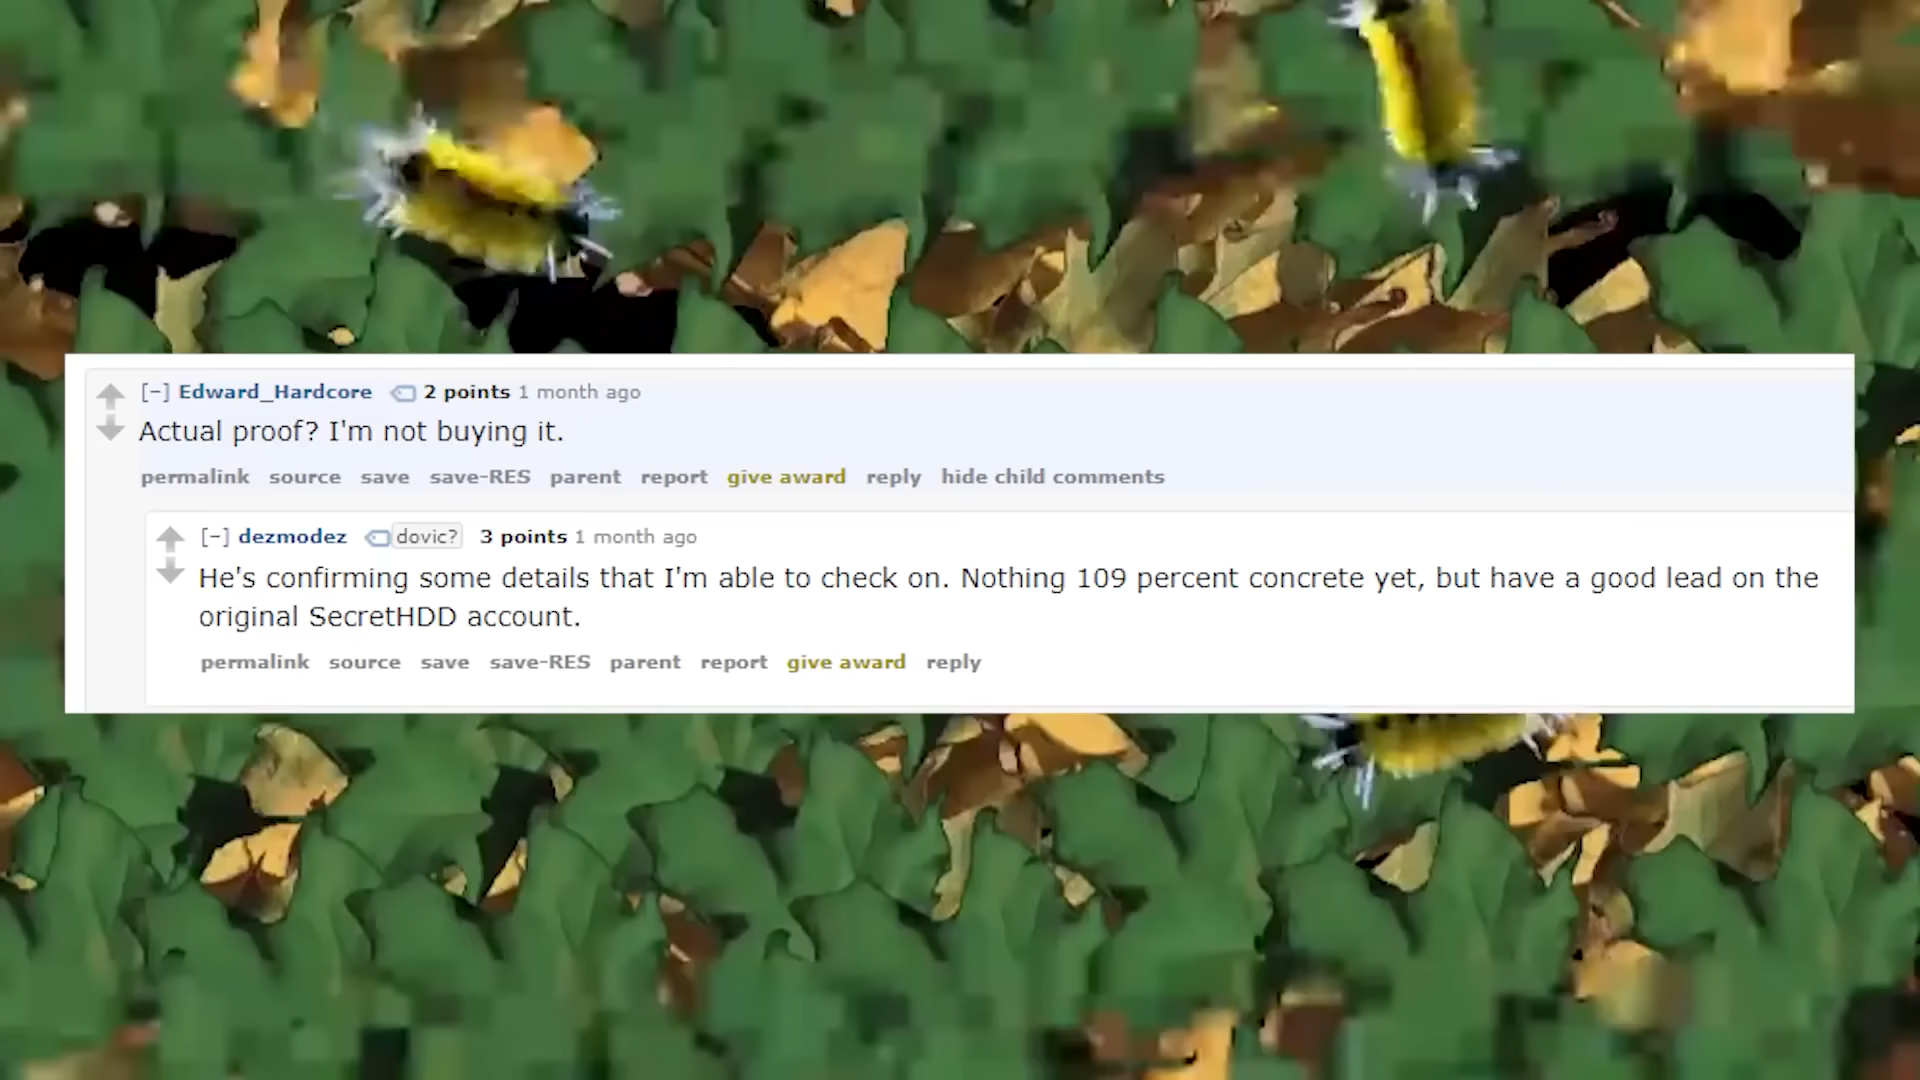 [−] Edward_Hardcore 2 points 1 month ago
Actual proof? I'm not buying it.
permalink source save save-RES parent report give award reply hide child comments
[−] dezmodez dovic? 3 points 1 month ago
He's confirming some details that I'm able to check on. Nothing 109 percent concrete yet, but have a good lead on the
original SecretHDD account.
permalink source save save-RES parent report give award reply